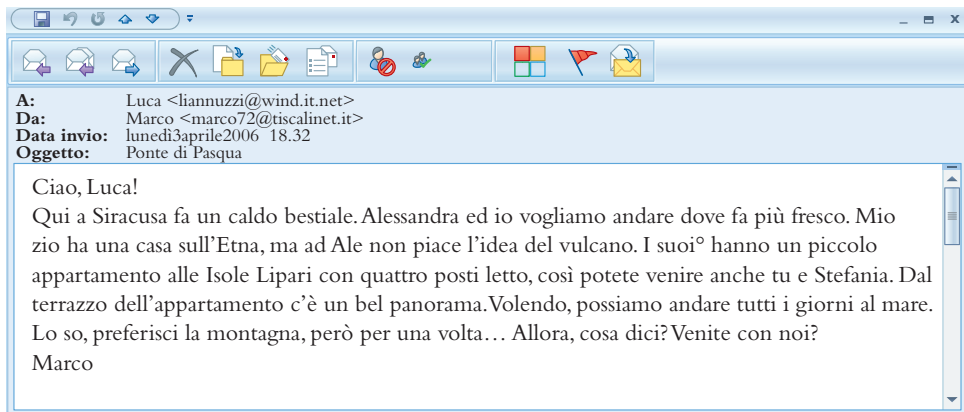 A: Luca <liannuzzi@wind.it.net>
Da: Marco <marco72@tiscalinet.it>
Data invio: lunedì3aprile2006 18.32
Oggetto: Ponte di Pasqua
Ciao, Luca!
Qui a Siracusa fa un caldo bestiale. Alessandra ed io vogliamo andare dove fa più fresco. Mio
zio ha una casa sull’Etna, ma ad Ale non piace l’idea del vulcano. I suoi° hanno un piccolo
appartamento alle Isole Lipari con quattro posti letto, così potete venire anche tu e Stefania. Dal
terrazzo dell’appartamento c’è un bel panorama. Volendo, possiamo andare tutti i giorni al mare.
Lo so, preferisci la montagna, però per una volta… Allora, cosa dici? Venite con noi?
Marco